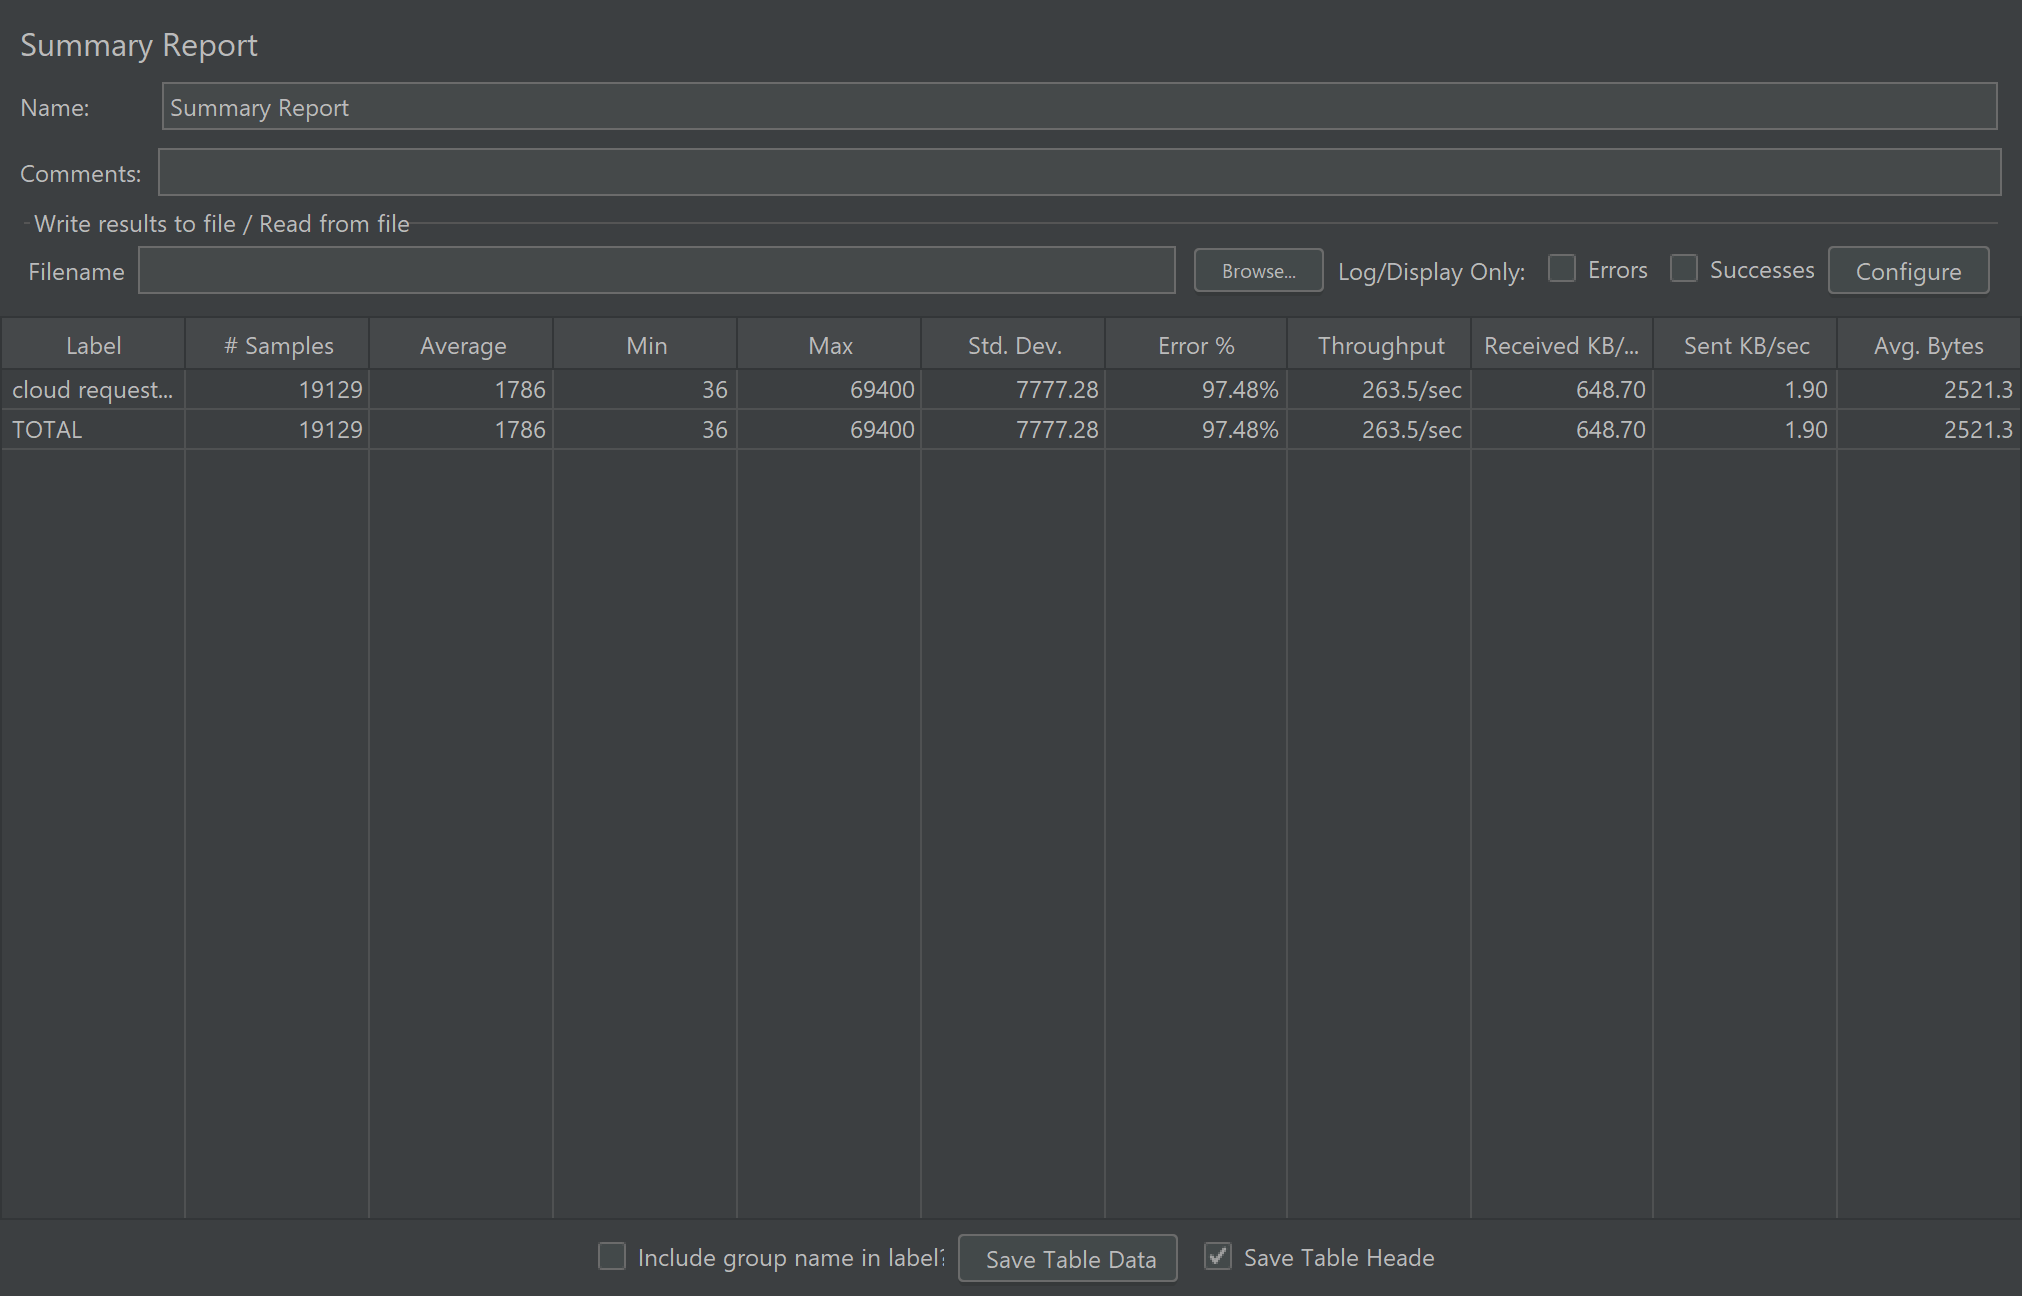 Summary Report
Name: Summary Report
Comments:
Write results to file / Read from file
Filename Browse... Log/Display Only: Errors Successes Configure
Label # Samples Average Min Max Std. Dev. Error % Throughput Received KB/... Sent KB/sec Avg. Bytes
cloud request... 19129 1786 36 69400 7777.28 97.48% 263.5/sec 648.70 1.90 2521.3
TOTAL 19129 1786 36 69400 7777.28 97.48% 263.5/sec 648.70 1.90 2521.3
Include group name in label? Save Table Data Save Table Heade